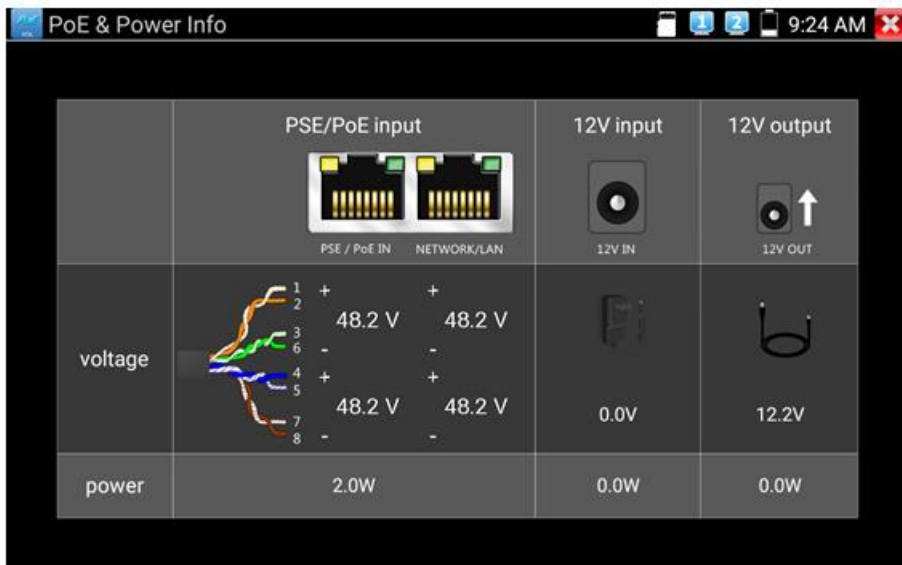 PoE & Power Info 1 2 9:24 AM
PSE/PoE input 12V input 12V output
PSE / PoE IN NETWORK/LAN 12V IN 12V OUT
1 + +
2
48.2 V 48.2 V
3
6 - -
voltage
4 + +
5
48.2 V 48.2 V 0.0V 12.2V
7
8 - -
power 2.0W 0.0W 0.0W